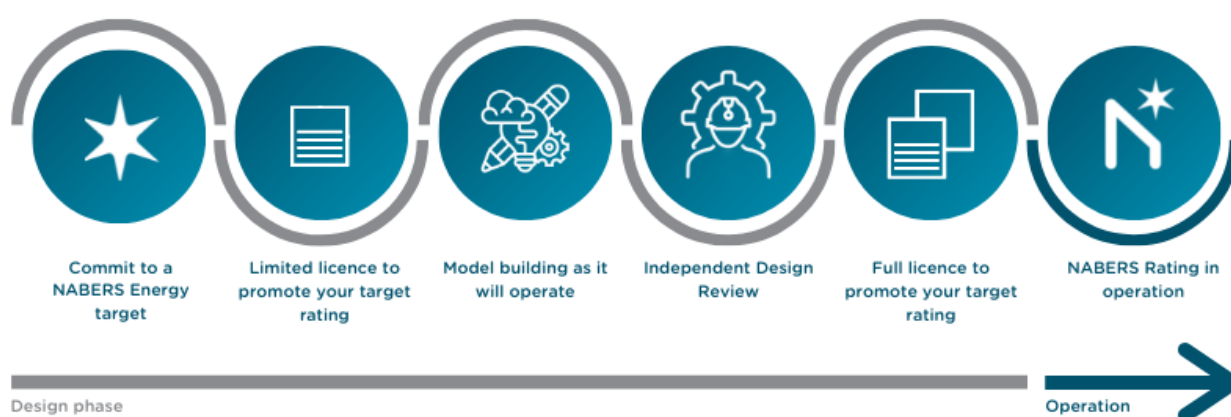 Commit to a
NABERS Energy
target
Limited licence to
promote your target
rating
Model building as it
will operate
Independent Design
Review
Full licence to
promote your target
rating
NABERS Rating in
operation
Design phase
Operation